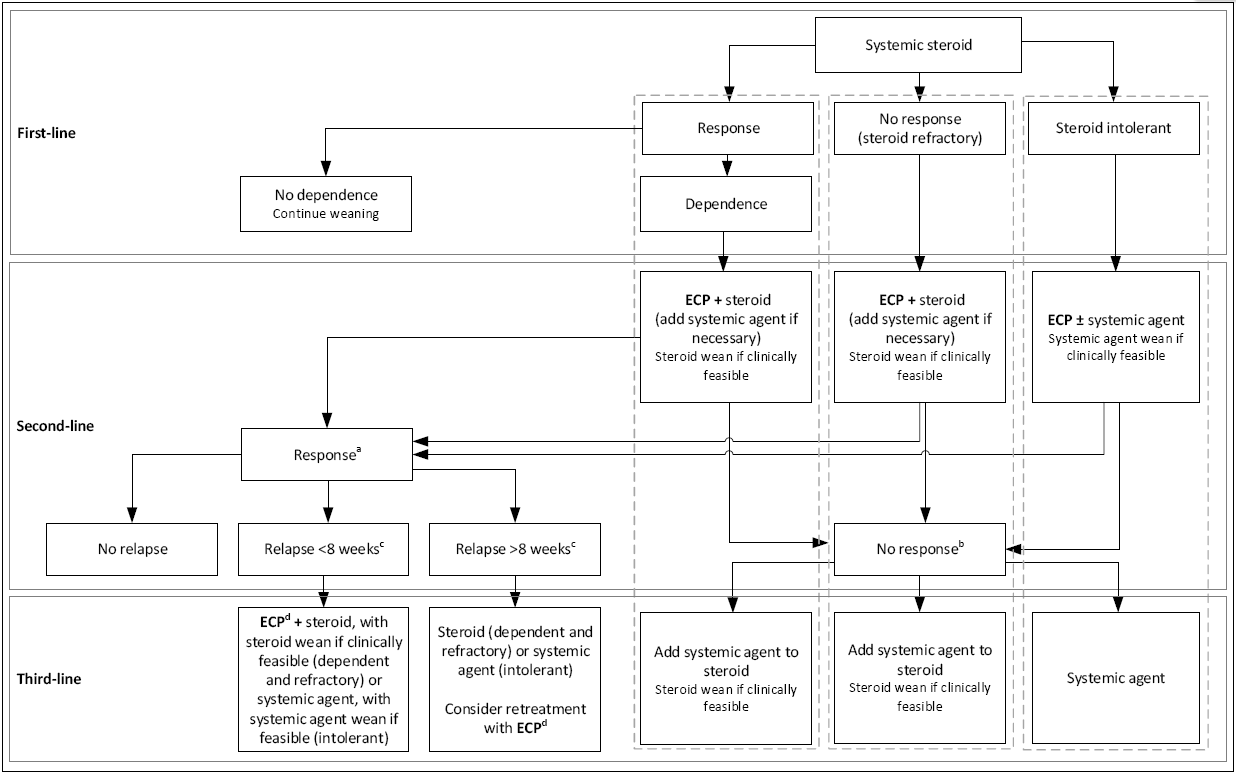 Systemic steroid
First-line
Response
No response
(steroid refractory)
Steroid intolerant
No dependence
Continue weaning
Dependence
Second-line
ECP + steroid
(add systemic agent if
necessary)
Steroid wean if clinically
feasible
ECP + steroid
(add systemic agent if
necessary)
Steroid wean if clinically
feasible
ECP ± systemic agent
Systemic agent wean if
clinically feasible
Responseᵃ
No relapse
Relapse <8 weeksᶜ
Relapse >8 weeksᶜ
No responseᵇ
Third-line
ECPᵈ + steroid, with
steroid wean if clinically
feasible (dependent
and refractory) or
systemic agent, with
systemic agent wean if
feasible (intolerant)
Steroid (dependent and
refractory) or systemic
agent (intolerant)
Consider retreatment
with ECPᵈ
Add systemic agent to
steroid
Steroid wean if clinically
feasible
Add systemic agent to
steroid
Steroid wean if clinically
feasible
Systemic agent